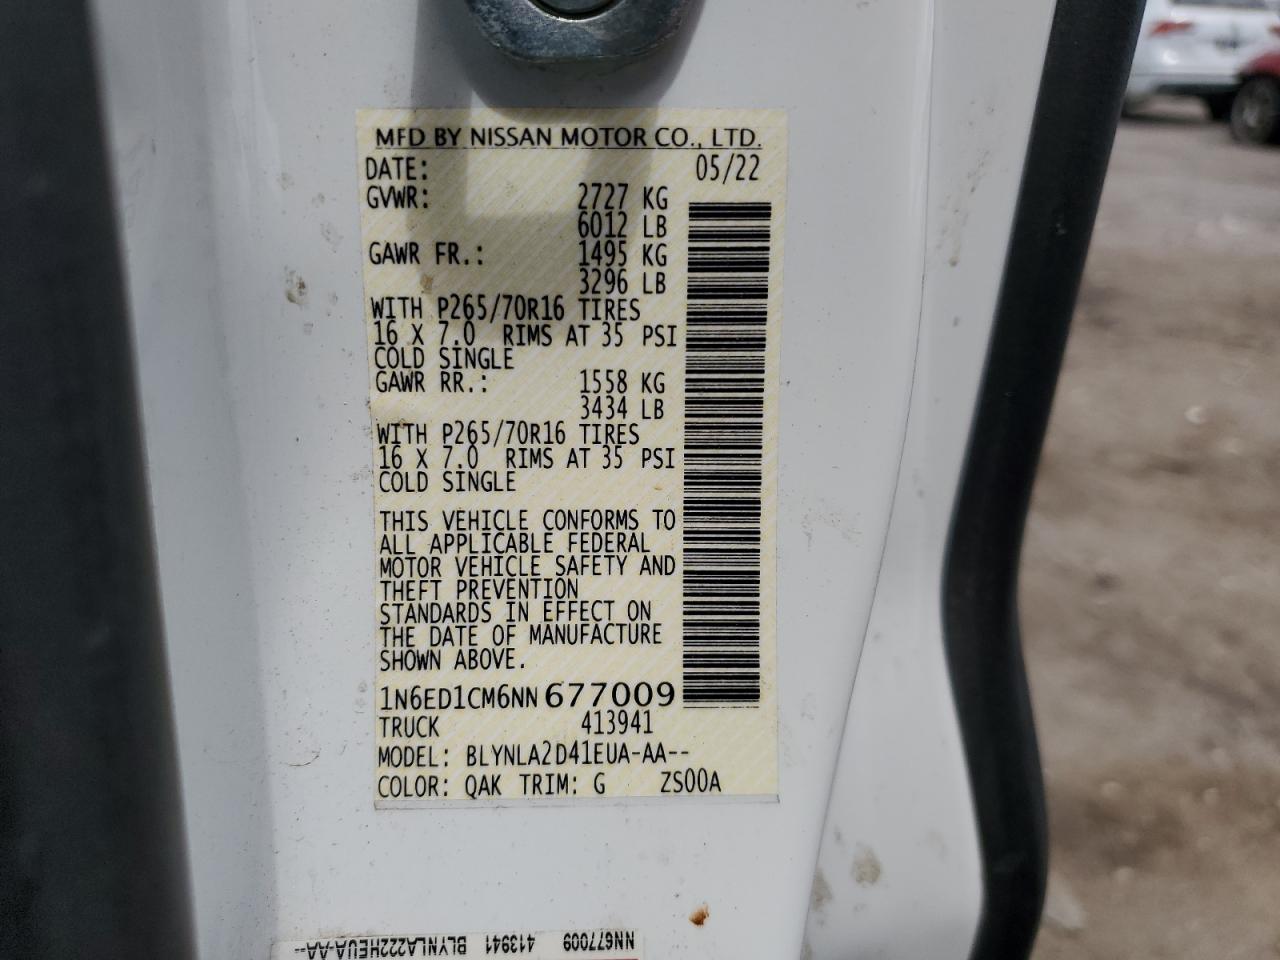 MFD BY NISSAN MOTOR CO., LTD.
DATE: 05/22
GVWR: 2727 KG
6012 LB
GAWR FR.: 1495 KG
3296 LB
WITH P265/70R16 TIRES
16 X 7.0 RIMS AT 35 PSI
COLD SINGLE
GAWR RR.: 1558 KG
3434 LB
WITH P265/70R16 TIRES
16 X 7.0 RIMS AT 35 PSI
COLD SINGLE
THIS VEHICLE CONFORMS TO
ALL APPLICABLE FEDERAL
MOTOR VEHICLE SAFETY AND
THEFT PREVENTION
STANDARDS IN EFFECT ON
THE DATE OF MANUFACTURE
SHOWN ABOVE.
1N6ED1CM6NN677009
TRUCK 413941
MODEL: BLYNLA2D41EUA-AA--
COLOR: QAK TRIM: G ZS00A
NN677009 413941 BLYNLA222HEUA-AA--